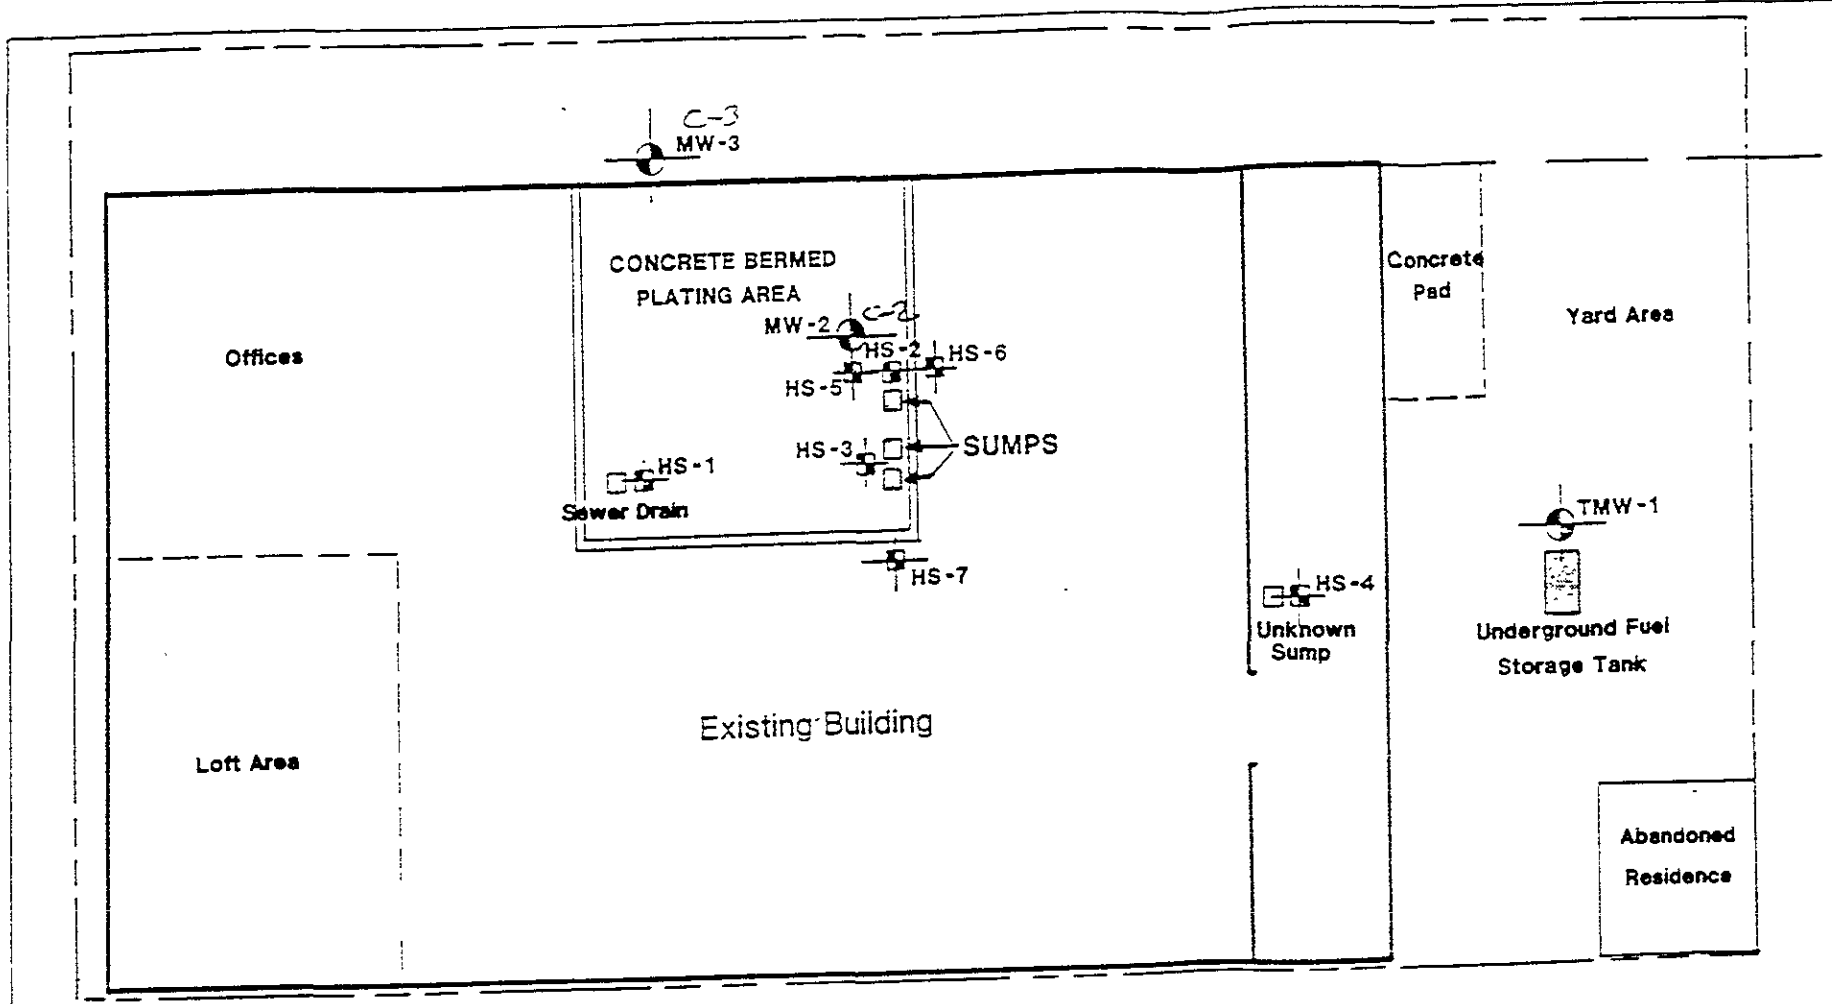 C-3
MW-3
CONCRETE BERMED
PLATING AREA
Concrete
Pad
Yard Area
MW-2
C-2
Offices
HS-2
HS-6
HS-5
HS-3
SUMPS
HS-1
Sewer Drain
TMW-1
HS-7
HS-4
Unknown
Sump
Underground Fuel
Storage Tank
Existing Building
Loft Area
Abandoned
Residence